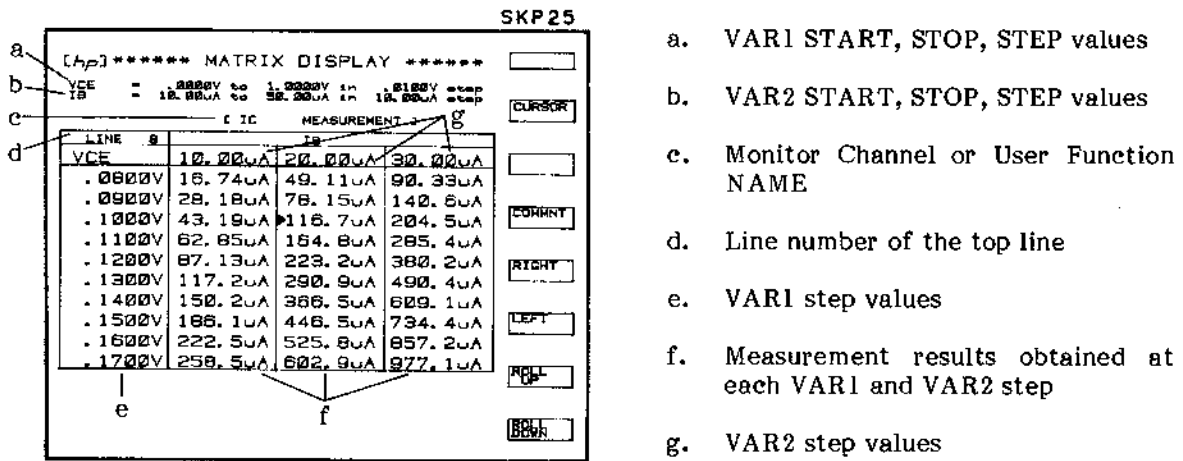 SKP25
[hp] ****** MATRIX DISPLAY ******
VCE = .0000V to 1.0000V in .0100V step
IB = 10.00uA to 50.00uA in 10.00uA step
[ IC MEASUREMENT ]
LINE 8 IB
VCE 10.00uA 20.00uA 30.00uA
.0800V 16.74uA 49.11uA 90.33uA
.0900V 28.18uA 78.15uA 140.6uA
.1000V 43.19uA 116.7uA 204.5uA
.1100V 62.85uA 164.8uA 285.4uA
.1200V 87.13uA 223.2uA 380.2uA
.1300V 117.2uA 290.9uA 490.4uA
.1400V 150.2uA 366.5uA 609.1uA
.1500V 186.1uA 446.5uA 734.4uA
.1600V 222.5uA 525.8uA 857.2uA
.1700V 258.5uA 602.9uA 977.1uA
CURSOR
COMMNT
RIGHT
LEFT
ROLL UP
ROLL DOWN
a
b
c
d
e
f
g
a. VAR1 START, STOP, STEP values
b. VAR2 START, STOP, STEP values
c. Monitor Channel or User Function
NAME
d. Line number of the top line
e. VAR1 step values
f. Measurement results obtained at
each VAR1 and VAR2 step
g. VAR2 step values